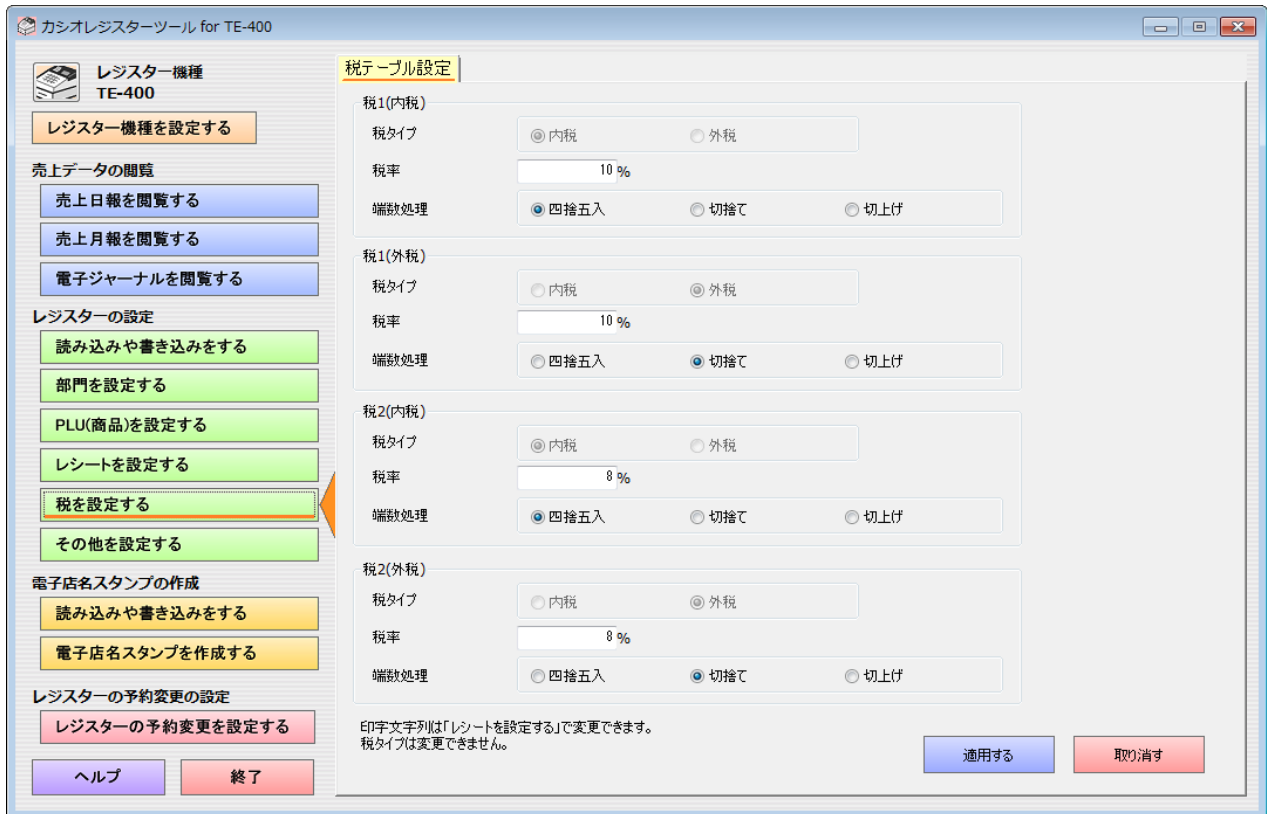 カシオレジスターツール for TE-400
レジスター機種
TE-400
レジスター機種を設定する
売上データの閲覧
売上日報を閲覧する
売上月報を閲覧する
電子ジャーナルを閲覧する
レジスターの設定
読み込みや書き込みをする
部門を設定する
PLU(商品)を設定する
レシートを設定する
税を設定する
その他を設定する
電子店名スタンプの作成
読み込みや書き込みをする
電子店名スタンプを作成する
レジスターの予約変更の設定
レジスターの予約変更を設定する
ヘルプ 終了
税テーブル設定
税1(内税)
税タイプ 内税 外税
税率 10 %
端数処理 四捨五入 切捨て 切上げ
税1(外税)
税タイプ 内税 外税
税率 10 %
端数処理 四捨五入 切捨て 切上げ
税2(内税)
税タイプ 内税 外税
税率 8 %
端数処理 四捨五入 切捨て 切上げ
税2(外税)
税タイプ 内税 外税
税率 8 %
端数処理 四捨五入 切捨て 切上げ
印字文字列は「レシートを設定する」で変更できます。
税タイプは変更できません。
適用する 取り消す